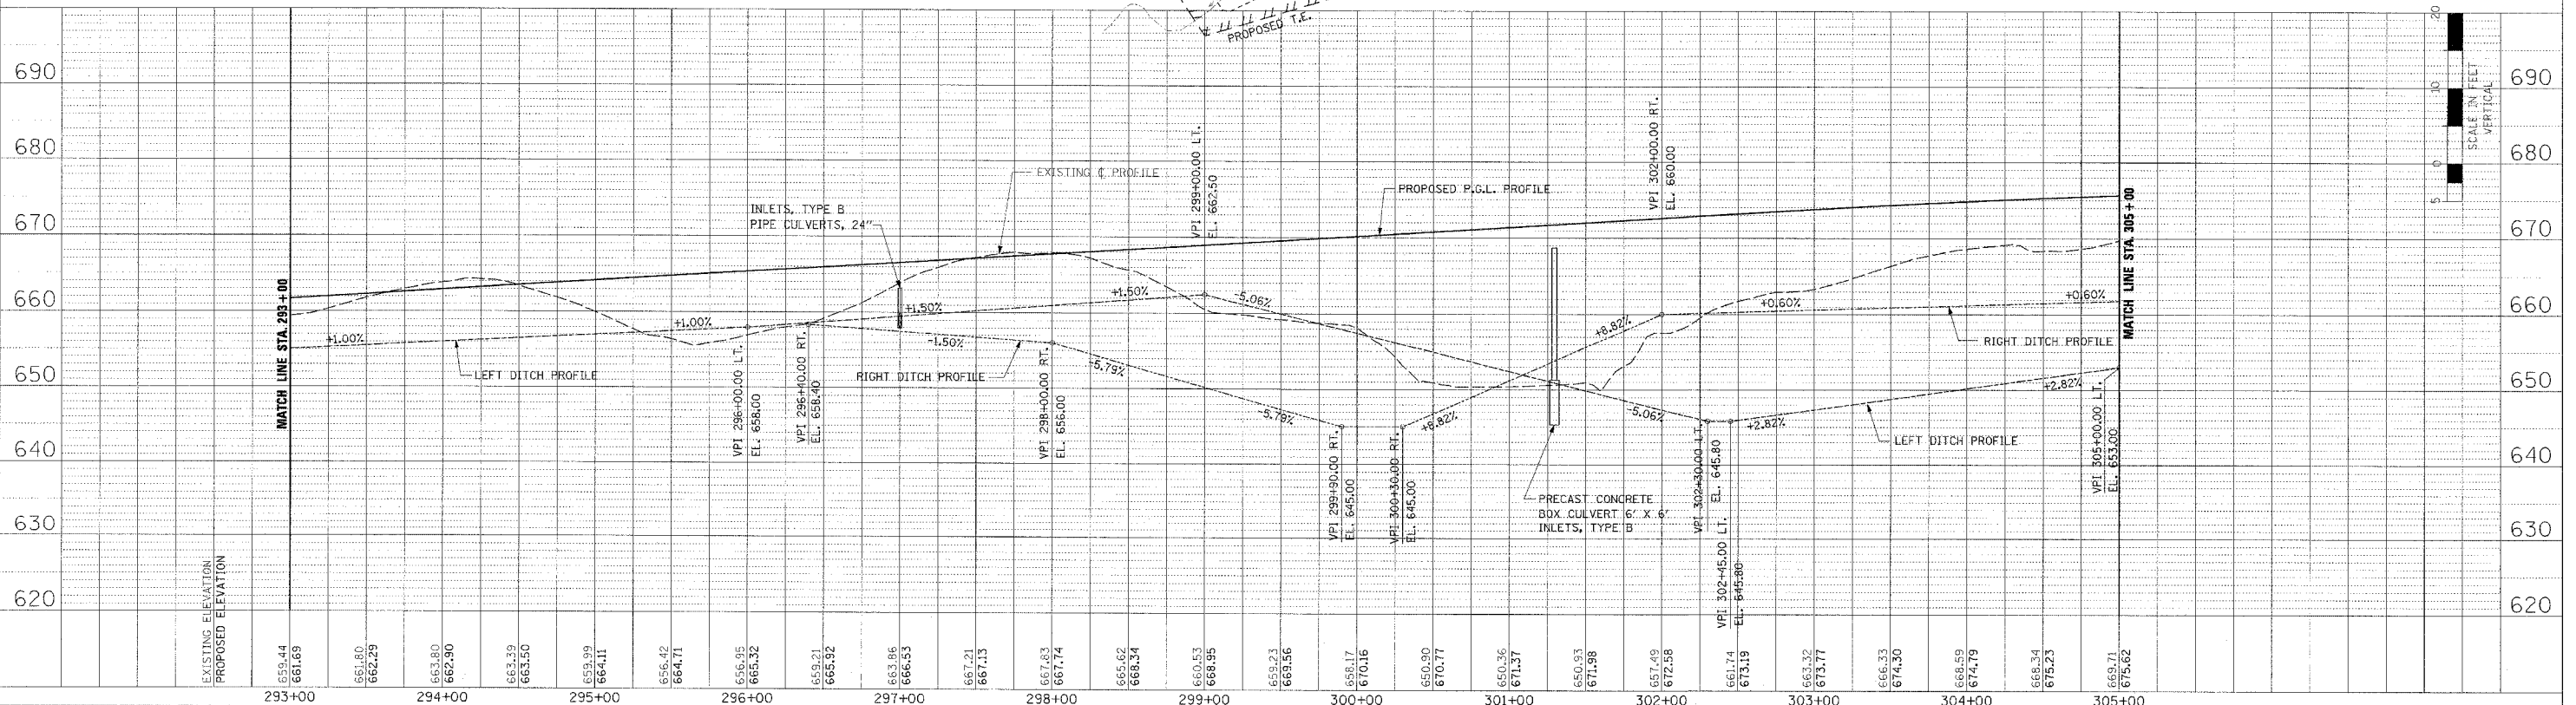 PROPOSED T.E.
690
680
670
660
650
640
630
620
690
680
670
660
650
640
630
620
20
10
0
5
SCALE IN FEET
VERTICAL
MATCH LINE STA. 293+00
MATCH LINE STA. 305+00
INLETS, TYPE B
PIPE CULVERTS, 24"
EXISTING ℄ PROFILE
PROPOSED P.G.L. PROFILE
VPI 299+00.00 LT.
EL. 662.50
VPI 302+00.00 RT.
EL. 660.00
+1.00%
+1.00%
+1.50%
+1.50%
-5.06%
-1.50%
-5.79%
-5.79%
+8.82%
+8.82%
-5.06%
+0.60%
+0.60%
+2.82%
+2.82%
LEFT DITCH PROFILE
RIGHT DITCH PROFILE
RIGHT DITCH PROFILE
LEFT DITCH PROFILE
VPI 296+00.00 LT.
EL. 658.00
VPI 296+40.00 RT.
EL. 658.40
VPI 298+00.00 RT.
EL. 656.00
VPI 299+90.00 RT.
EL. 645.00
VPI 300+30.00 RT.
EL. 645.00
PRECAST CONCRETE
BOX CULVERT 6' X 6'
INLETS, TYPE B
VPI 302+30.00 LT.
EL. 645.80
VPI 302+45.00 LT.
EL. 645.80
VPI 305+00.00 LT.
EL. 653.00
EXISTING ELEVATION
PROPOSED ELEVATION
659.44
661.69
661.80
662.29
663.80
662.90
663.39
663.50
659.99
664.11
656.42
664.71
656.95
665.32
659.21
665.92
663.86
666.53
667.21
667.13
667.83
667.74
665.62
668.34
660.53
668.95
659.23
669.56
658.17
670.16
650.90
670.77
650.36
671.37
650.93
671.98
657.49
672.58
661.74
673.19
663.32
673.77
666.33
674.30
668.59
674.79
668.34
675.23
669.71
675.62
293+00
294+00
295+00
296+00
297+00
298+00
299+00
300+00
301+00
302+00
303+00
304+00
305+00